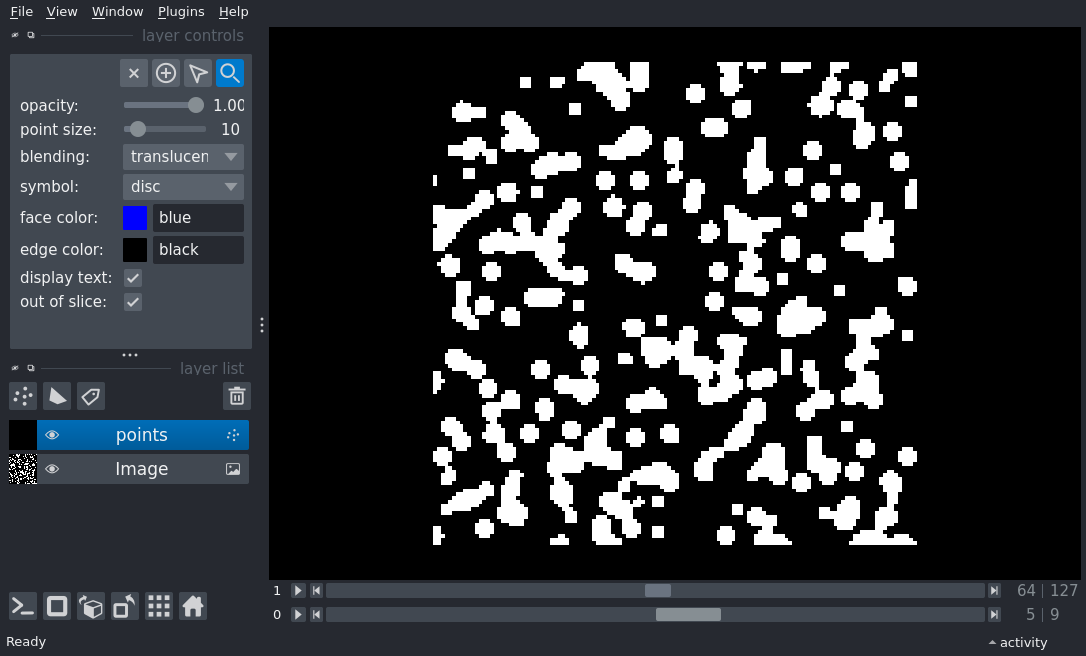 File View Window Plugins Help
layer controls
opacity: 1.00
point size: 10
blending: translucen
symbol: disc
face color: blue
edge color: black
display text:
out of slice:
layer list
points
Image
1 64 127
0 5 9
Ready activity